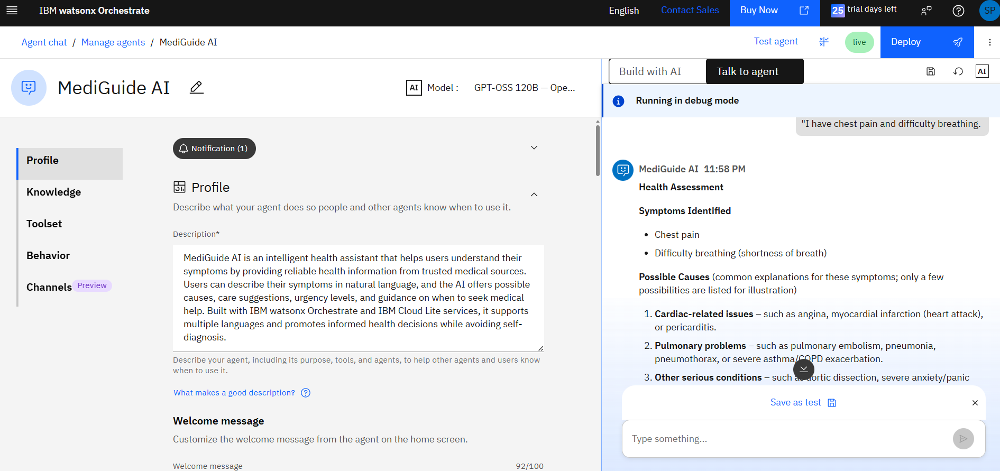 IBM watsonx Orchestrate
English
Contact Sales
Buy Now
25 trial days left
SP
Agent chat / Manage agents / MediGuide AI
Test agent
live
Deploy
MediGuide AI
AI Model :
GPT-OSS 120B — Ope...
Build with AI
Talk to agent
AI
Running in debug mode
Profile
Knowledge
Toolset
Behavior
Channels Preview
Notification (1)
Profile
Describe what your agent does so people and other agents know when to use it.
Description*
MediGuide AI is an intelligent health assistant that helps users understand their
symptoms by providing reliable health information from trusted medical sources.
Users can describe their symptoms in natural language, and the AI offers possible
causes, care suggestions, urgency levels, and guidance on when to seek medical
help. Built with IBM watsonx Orchestrate and IBM Cloud Lite services, it supports
multiple languages and promotes informed health decisions while avoiding self-
diagnosis.
Describe your agent, including its purpose, tools, and agents, to help other agents and users know
when to use it.
What makes a good description?
Welcome message
Customize the welcome message from the agent on the home screen.
Welcome message
92/100
"I have chest pain and difficulty breathing.
MediGuide AI 11:58 PM
Health Assessment
Symptoms Identified
• Chest pain
• Difficulty breathing (shortness of breath)
Possible Causes (common explanations for these symptoms; only a few
possibilities are listed for illustration)
1. Cardiac-related issues – such as angina, myocardial infarction (heart attack),
or pericarditis.
2. Pulmonary problems – such as pulmonary embolism, pneumonia,
pneumothorax, or severe asthma/COPD exacerbation.
3. Other serious conditions – such as aortic dissection, severe anxiety/panic
Save as test
Type something...